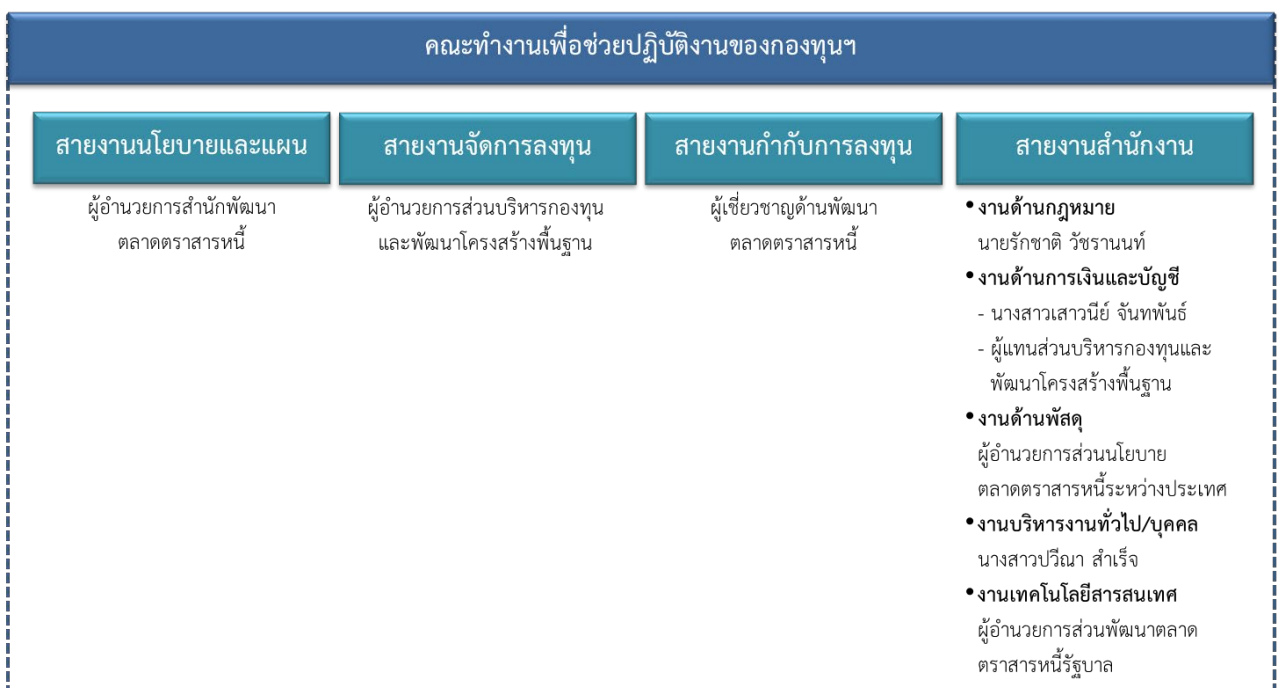 คณะทำงานเพื่อช่วยปฏิบัติงานของกองทุนฯ
สายงานนโยบายและแผน
ผู้อำนวยการสำนักพัฒนา
ตลาดตราสารหนี้
สายงานจัดการลงทุน
ผู้อำนวยการส่วนบริหารกองทุน
และพัฒนาโครงสร้างพื้นฐาน
สายงานกำกับการลงทุน
ผู้เชี่ยวชาญด้านพัฒนา
ตลาดตราสารหนี้
สายงานสำนักงาน
•งานด้านกฎหมาย
นายรักชาติ วัชรานนท์
•งานด้านการเงินและบัญชี
- นางสาวเสาวนีย์ จันทพันธ์
- ผู้แทนส่วนบริหารกองทุนและ
พัฒนาโครงสร้างพื้นฐาน
•งานด้านพัสดุ
ผู้อำนวยการส่วนนโยบาย
ตลาดตราสารหนี้ระหว่างประเทศ
•งานบริหารงานทั่วไป/บุคคล
นางสาวปวีณา สำเร็จ
•งานเทคโนโลยีสารสนเทศ
ผู้อำนวยการส่วนพัฒนาตลาด
ตราสารหนี้รัฐบาล